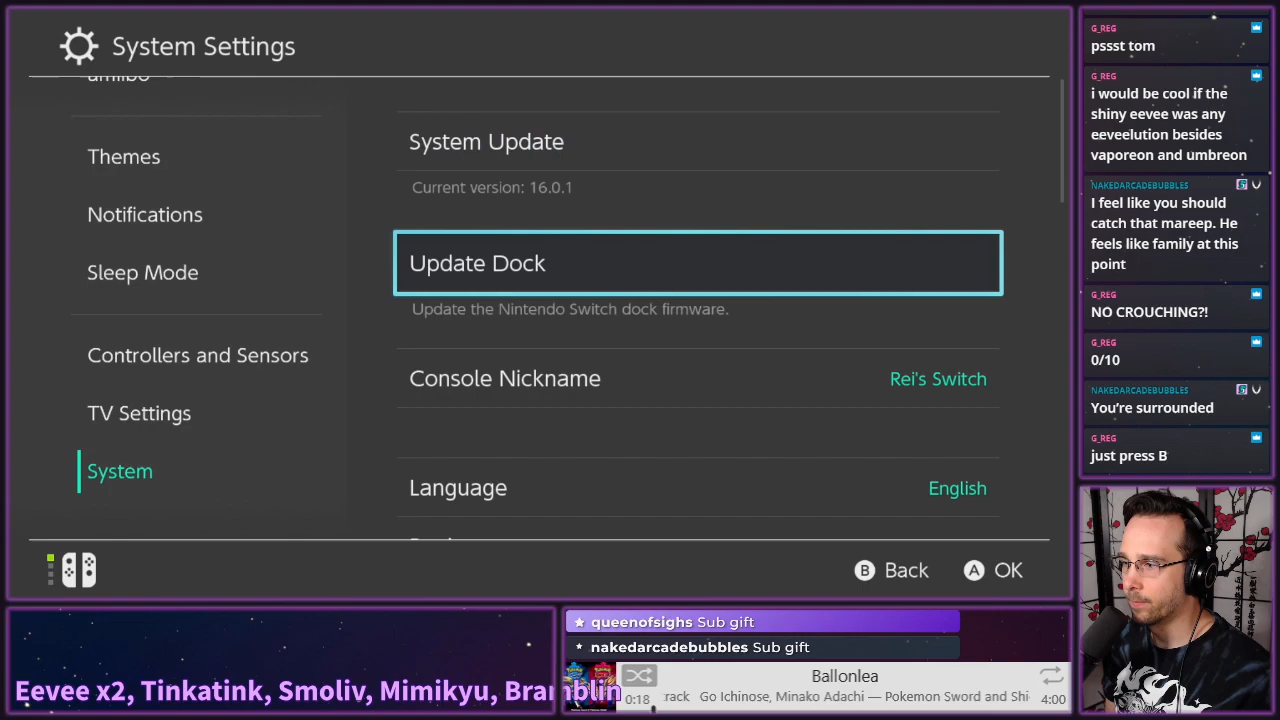 System Settings
amiibo
Themes
Notifications
Sleep Mode
Controllers and Sensors
TV Settings
System
System Update
Current version: 16.0.1
Update Dock
Update the Nintendo Switch dock firmware.
Console Nickname
Rei's Switch
Language
English
B Back
A OK
G_REG
pssst tom
G_REG
i would be cool if the
shiny eevee was any
eeveelution besides
vaporeon and umbreon
NAKEDARCADEBUBBLES
I feel like you should
catch that mareep. He
feels like family at this
point
G_REG
NO CROUCHING?!
G_REG
0/10
NAKEDARCADEBUBBLES
You're surrounded
G_REG
just press B
Eevee x2, Tinkatink, Smoliv, Mimikyu, Bramblin
queenofsighs Sub gift
nakedarcadebubbles Sub gift
Ballonlea
0:18
:rack Go Ichinose, Minako Adachi — Pokemon Sword and Shi
4:00